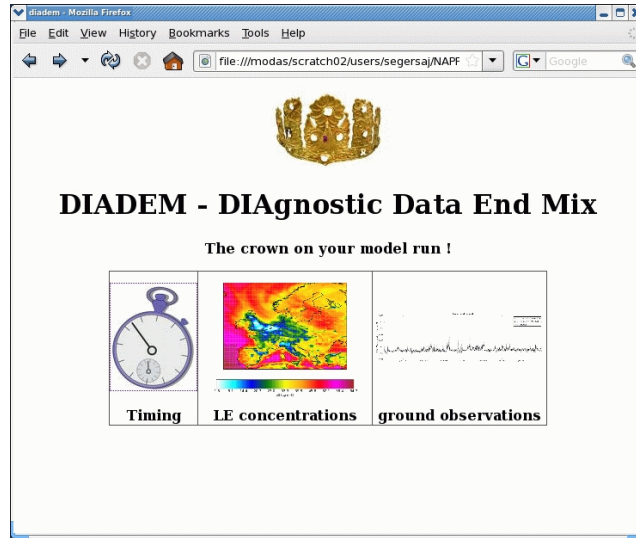 diadem - Mozilla Firefox
File Edit View History Bookmarks Tools Help
file:///modas/scratch02/users/segersaj/NAPF
G Google
DIADEM - DIAgnostic Data End Mix
The crown on your model run !
Timing LE concentrations ground observations